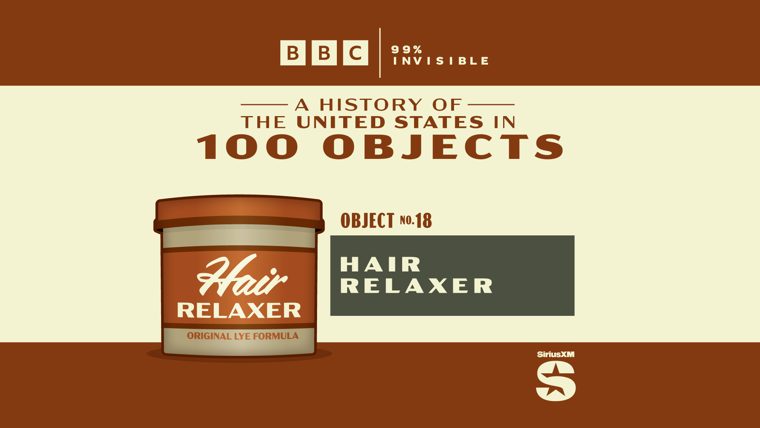 BBC
99%
INVISIBLE
A HISTORY OF
THE UNITED STATES IN
100 OBJECTS
OBJECT NO.18
HAIR
RELAXER
Hair
RELAXER
ORIGINAL LYE FORMULA
SiriusXM
S